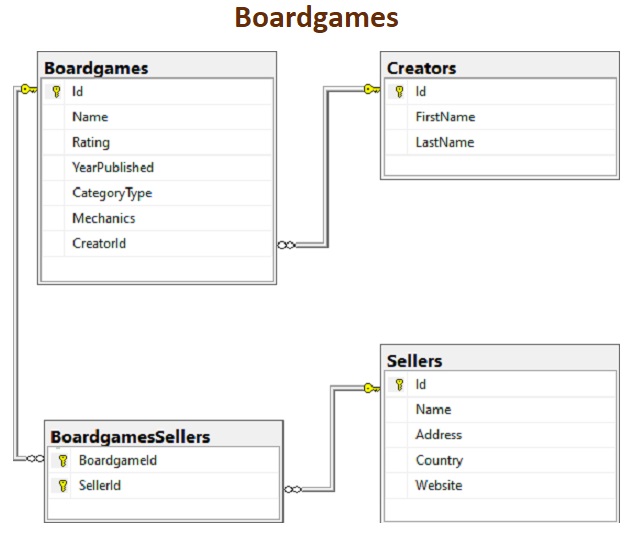 Boardgames
Boardgames
Id
Name
Rating
YearPublished
CategoryType
Mechanics
CreatorId
Creators
Id
FirstName
LastName
Sellers
Id
Name
Address
Country
Website
BoardgamesSellers
BoardgameId
SellerId